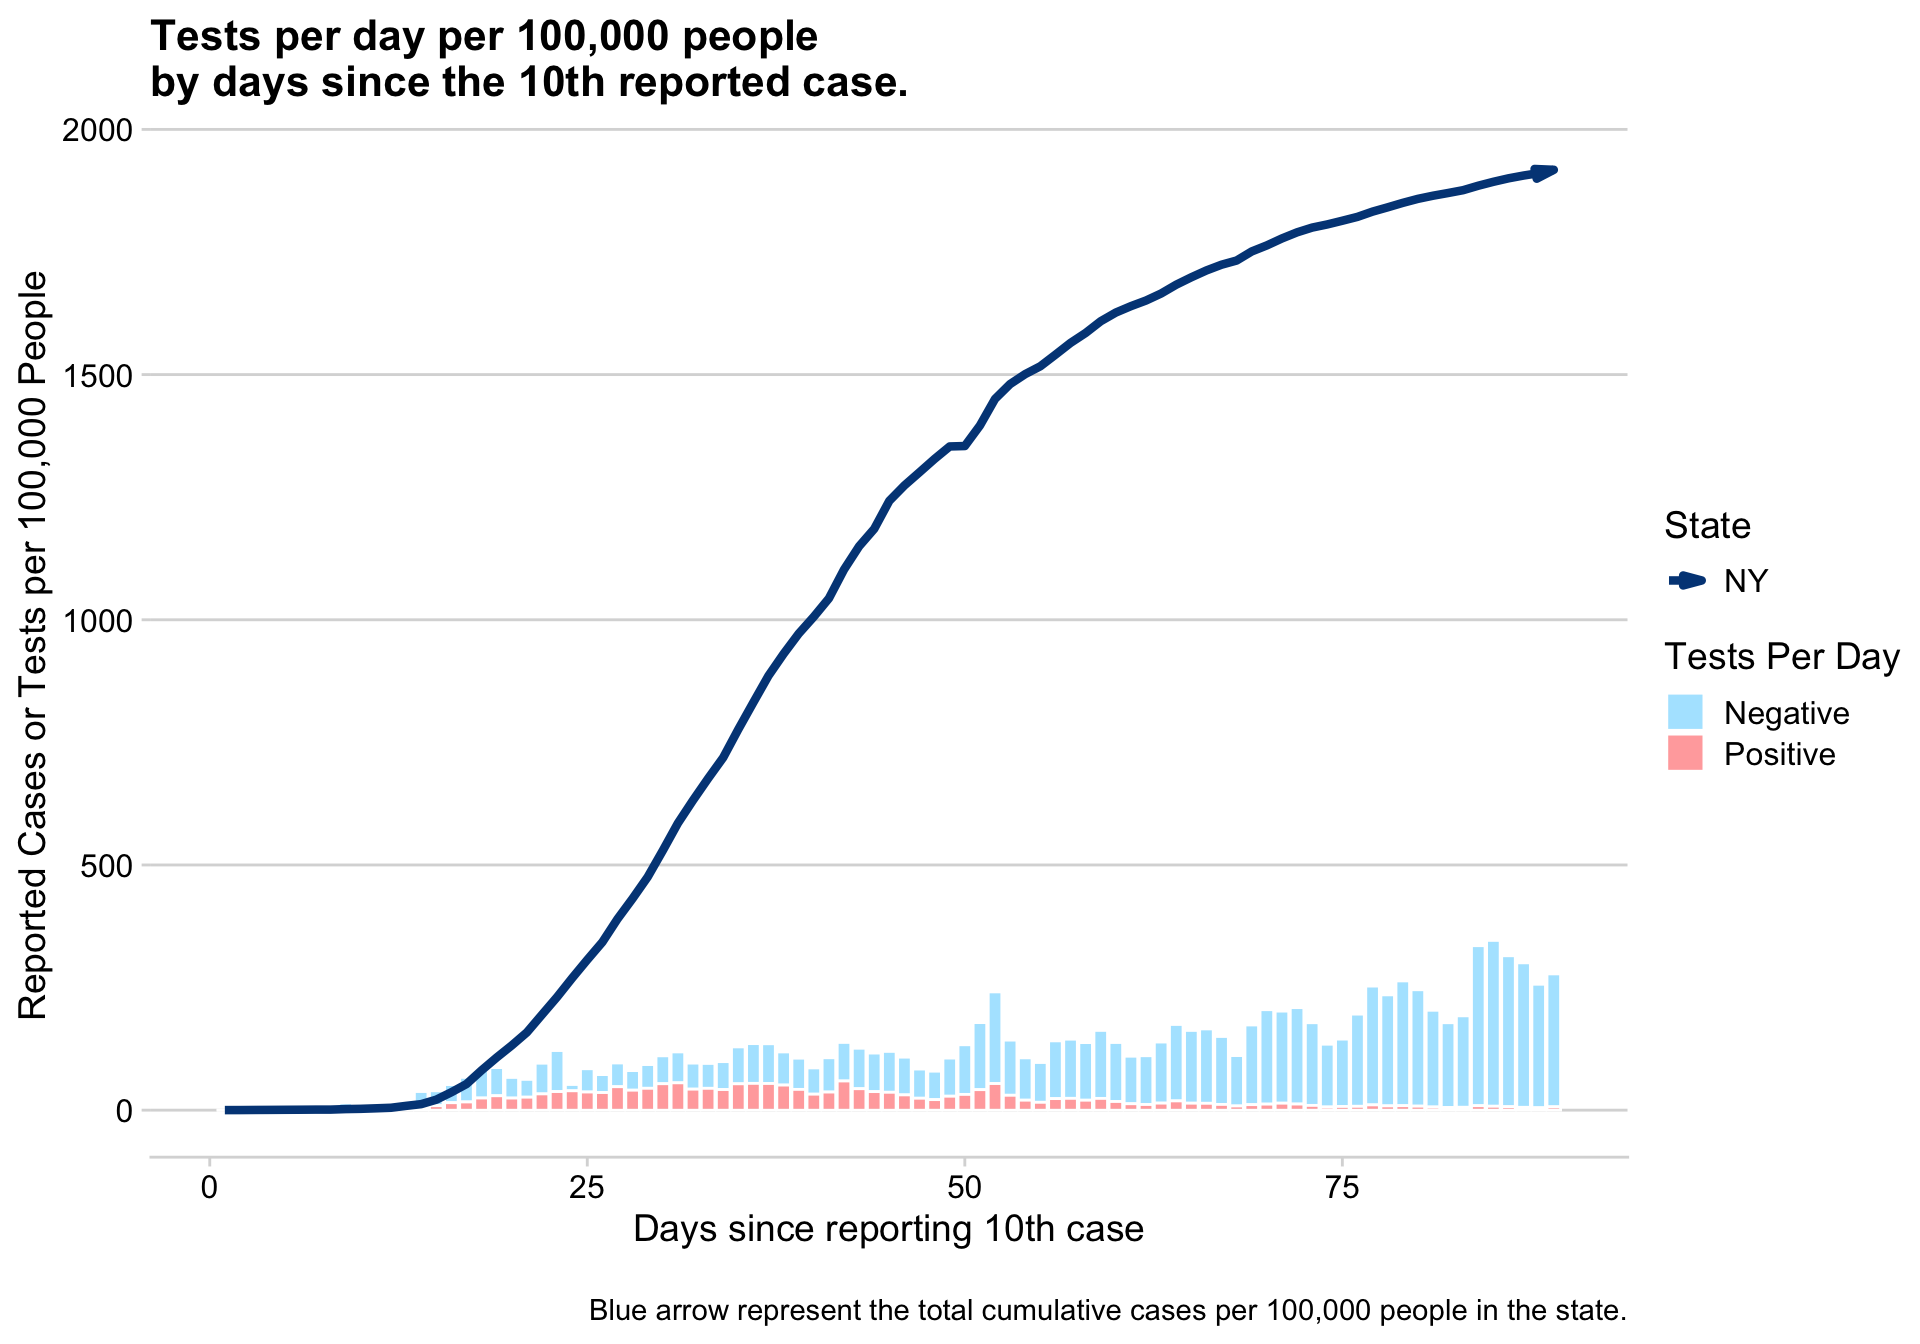 Tests per day per 100,000 people
by days since the 10th reported case.
Reported Cases or Tests per 100,000 People
2000
1500
1000
500
0
0
25
50
75
Days since reporting 10th case
State
NY
Tests Per Day
Negative
Positive
Blue arrow represent the total cumulative cases per 100,000 people in the state.